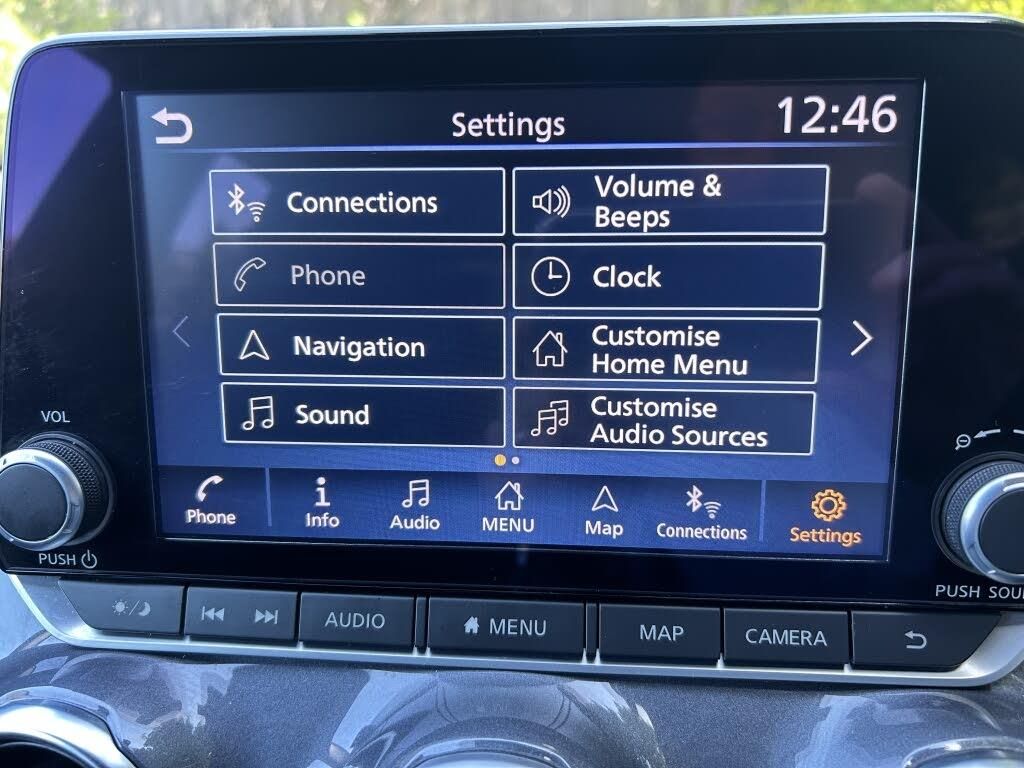 Settings
12:46
Connections
Volume &
Beeps
Phone
Clock
Navigation
Customise
Home Menu
Sound
Customise
Audio Sources
Phone
Info
Audio
MENU
Map
Connections
Settings
VOL
PUSH
PUSH
AUDIO
MENU
MAP
CAMERA